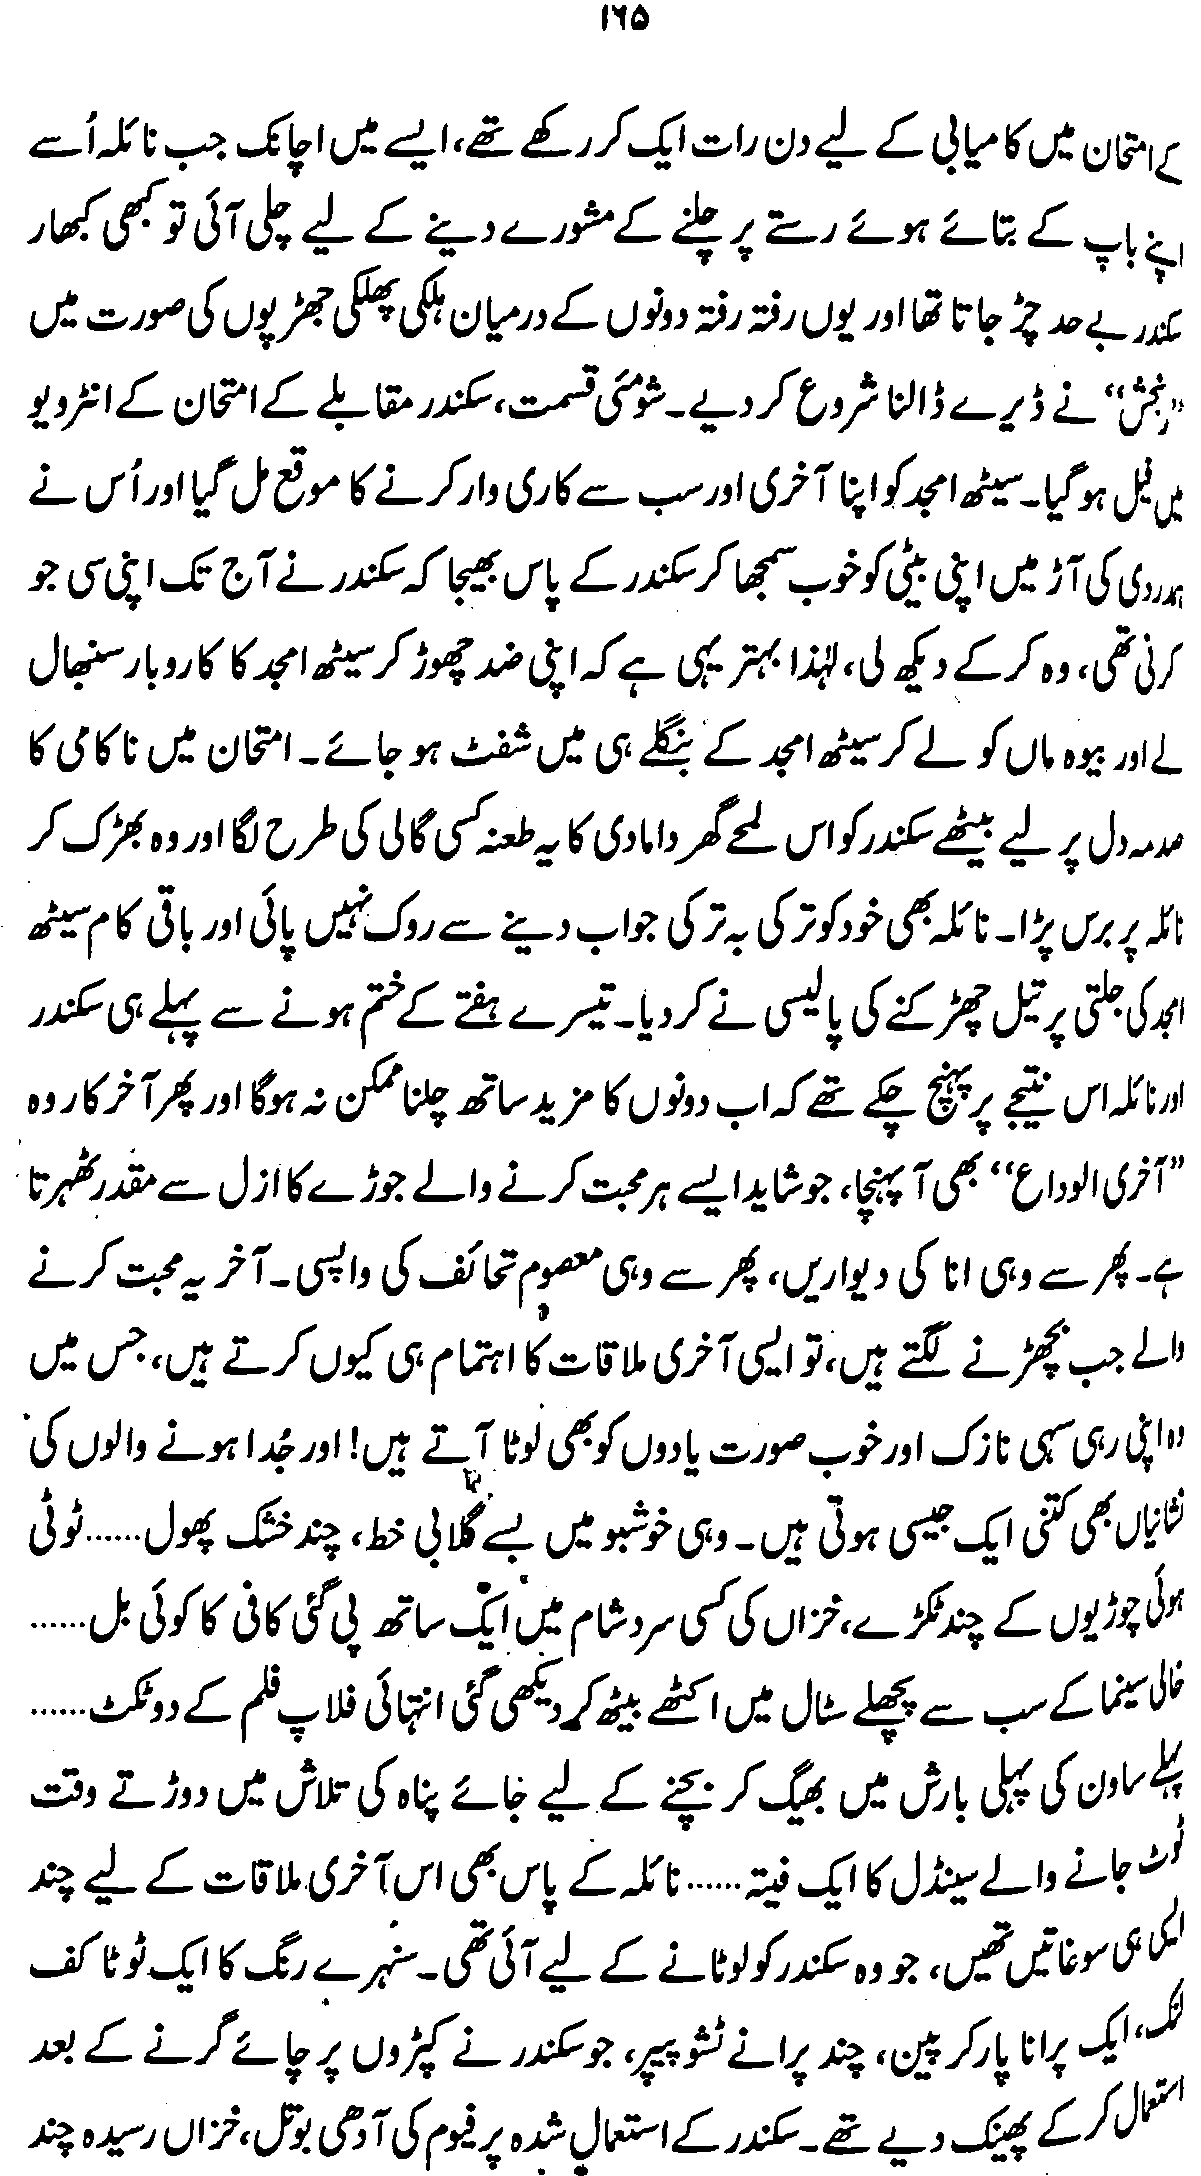 ۱۶۵
کے امتحان میں کامیابی کے لیے دن رات ایک کر رکھے تھے، ایسے میں اچانک جب نائلہ اُسے
اپنے باپ کے بتائے ہوئے رستے پر چلنے کے مشورے دینے کے لیے چلی آئی تو کبھی کبھار
سکندر بے حد چڑ جاتا تھا اور یوں رفتہ رفتہ دونوں کے درمیان ہلکی پھلکی جھڑپوں کی صورت میں
”رنجش“ نے ڈیرے ڈالنا شروع کر دیے۔ شومئی قسمت، سکندر مقابلے کے امتحان کے انٹرویو
میں فیل ہو گیا۔ سیٹھ امجد کو اپنا آخری اور سب سے کاری وار کرنے کا موقع مل گیا اور اُس نے
ہمدردی کی آڑ میں اپنی بیٹی کو خوب سمجھا کر سکندر کے پاس بھیجا کہ سکندر نے آج تک اپنی سی جو
کرنی تھی، وہ کر کے دیکھ لی، لہٰذا بہتر یہی ہے کہ اپنی ضد چھوڑ کر سیٹھ امجد کا کاروبار سنبھال
لے اور بیوہ ماں کو لے کر سیٹھ امجد کے بنگلے ہی میں شفٹ ہو جائے۔ امتحان میں ناکامی کا
صدمہ دل پر لیے بیٹھے سکندر کو اس لمحے گھر دامادی کا یہ طعنہ کسی گالی کی طرح لگا اور وہ بھڑک کر
نائلہ پر برس پڑا۔ نائلہ بھی خود کو ترکی بہ ترکی جواب دینے سے روک نہیں پائی اور باقی کام سیٹھ
امجد کی جلتی پر تیل چھڑکنے کی پالیسی نے کر دیا۔ تیسرے ہفتے کے ختم ہونے سے پہلے ہی سکندر
اور نائلہ اس نتیجے پر پہنچ چکے تھے کہ اب دونوں کا مزید ساتھ چلنا ممکن نہ ہوگا اور پھر آخر کار وہ
”آخری الوداع“ بھی آ پہنچا، جو شاید ایسے ہر محبت کرنے والے جوڑے کا ازل سے مقدر ٹھہرتا
ہے۔ پھر سے وہی انا کی دیواریں، پھر سے وہی معصوم تحائف کی واپسی۔ آخر یہ محبت کرنے
والے جب بچھڑنے لگتے ہیں، تو ایسی آخری ملاقات کا اہتمام ہی کیوں کرتے ہیں، جس میں
وہ اپنی رہی سہی نازک اور خوب صورت یادوں کو بھی لوٹا آتے ہیں! اور جُدا ہونے والوں کی
نشانیاں بھی کتنی ایک جیسی ہوتی ہیں۔ وہی خوشبو میں بسے گلابی خط، چند خشک پھول...... ٹوٹی
ہوئی چوڑیوں کے چند ٹکڑے، خزاں کی کسی سرد شام میں ایک ساتھ پی گئی کافی کا کوئی بل......
خالی سینما کے سب سے پچھلے سٹال میں اکٹھے بیٹھ کر دیکھی گئی انتہائی فلاپ فلم کے دو ٹکٹ......
پہلے ساون کی پہلی بارش میں بھیگ کر بچنے کے لیے جائے پناہ کی تلاش میں دوڑتے وقت
ٹوٹ جانے والے سینڈل کا ایک فیتہ...... نائلہ کے پاس بھی اس آخری ملاقات کے لیے چند
ایسی ہی سوغاتیں تھیں، جو وہ سکندر کو لوٹانے کے لیے آئی تھی۔ سنہرے رنگ کا ایک ٹوٹا کف
لنک، ایک پرانا پارکر پین، چند پرانے ٹشو پیپر، جو سکندر نے کپڑوں پر چائے گرنے کے بعد
استعمال کر کے پھینک دیے تھے۔ سکندر کے استعمال شدہ پرفیوم کی آدھی بوتل، خزاں رسیدہ چند